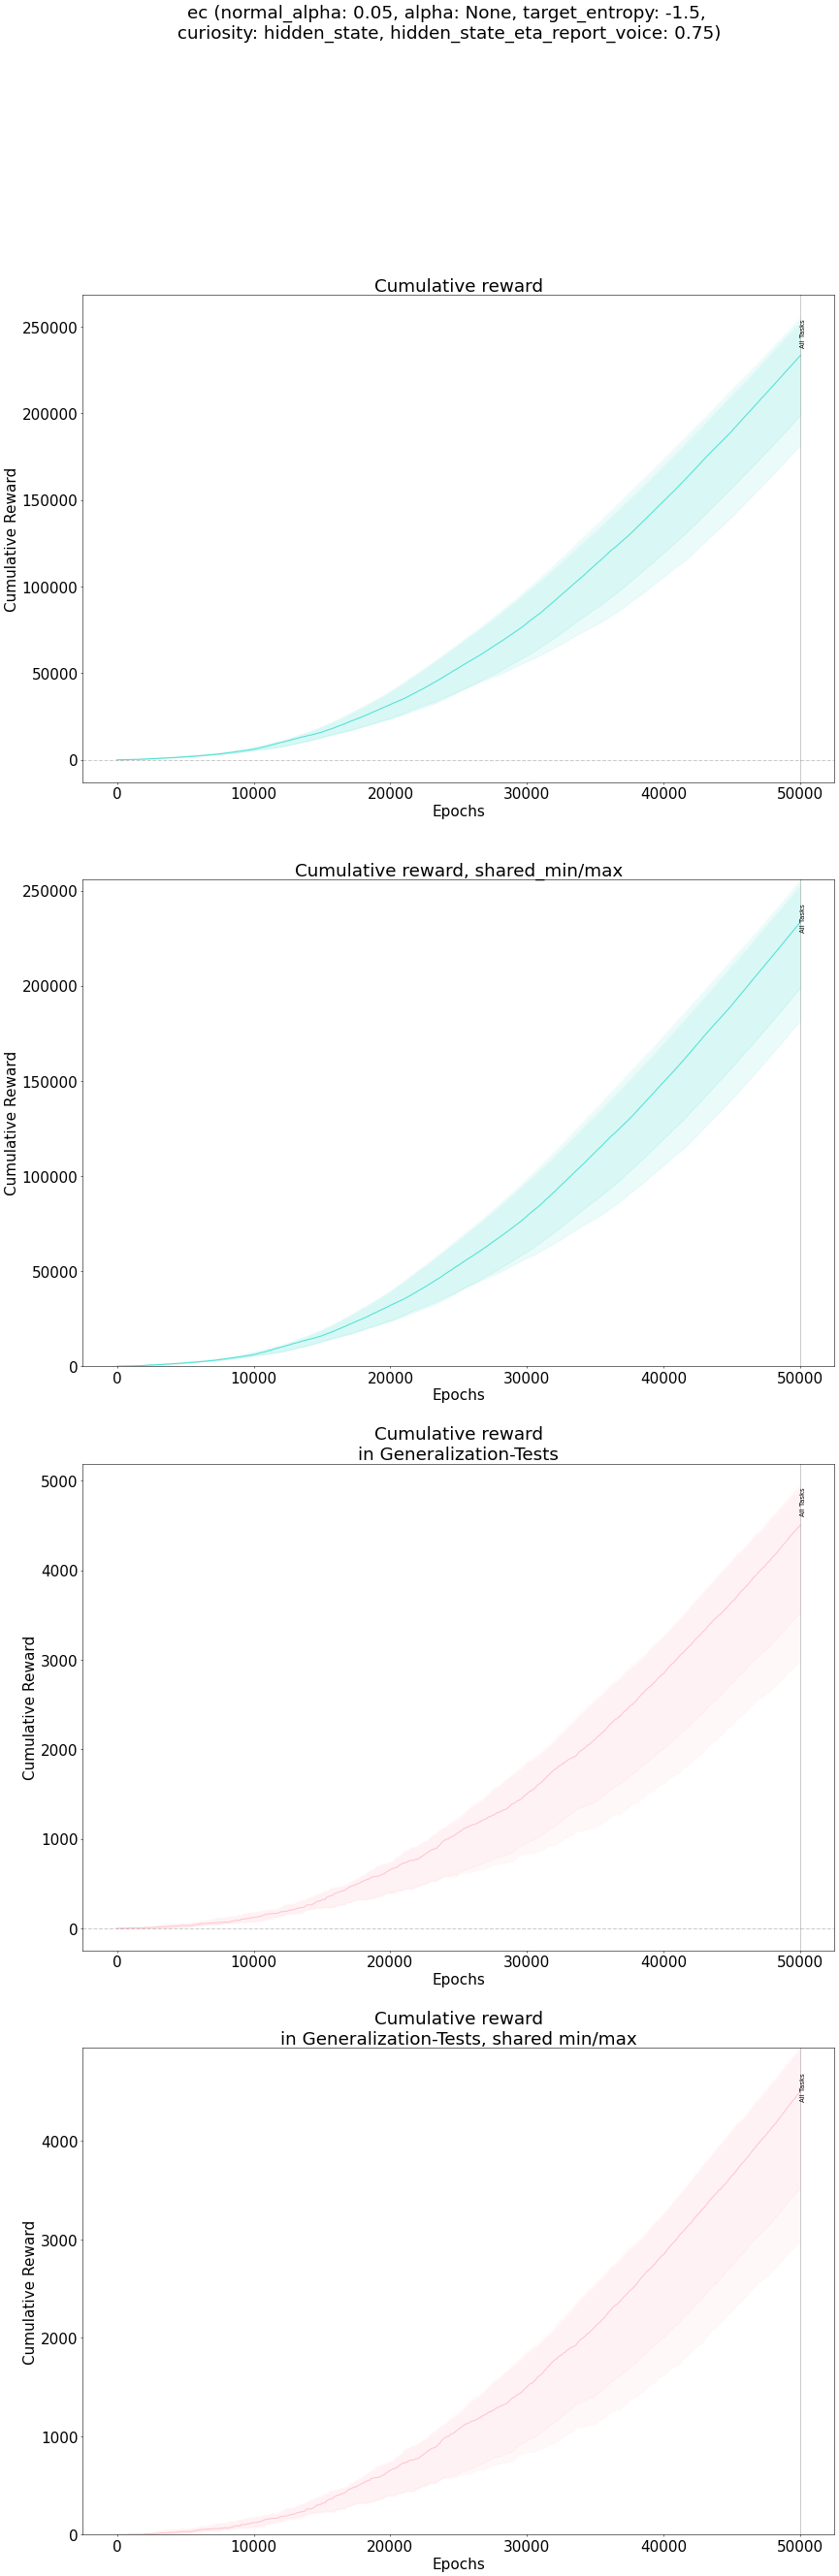 ec (normal_alpha: 0.05, alpha: None, target_entropy: -1.5,
curiosity: hidden_state, hidden_state_eta_report_voice: 0.75)
Cumulative reward
250000
200000
150000
100000
50000
0
Cumulative Reward
All Tasks
0 10000 20000 30000 40000 50000
Epochs
Cumulative reward, shared_min/max
250000
200000
150000
100000
50000
0
Cumulative Reward
All Tasks
0 10000 20000 30000 40000 50000
Epochs
Cumulative reward
in Generalization-Tests
5000
4000
3000
2000
1000
0
Cumulative Reward
All Tasks
0 10000 20000 30000 40000 50000
Epochs
Cumulative reward
in Generalization-Tests, shared min/max
4000
3000
2000
1000
0
Cumulative Reward
All Tasks
0 10000 20000 30000 40000 50000
Epochs